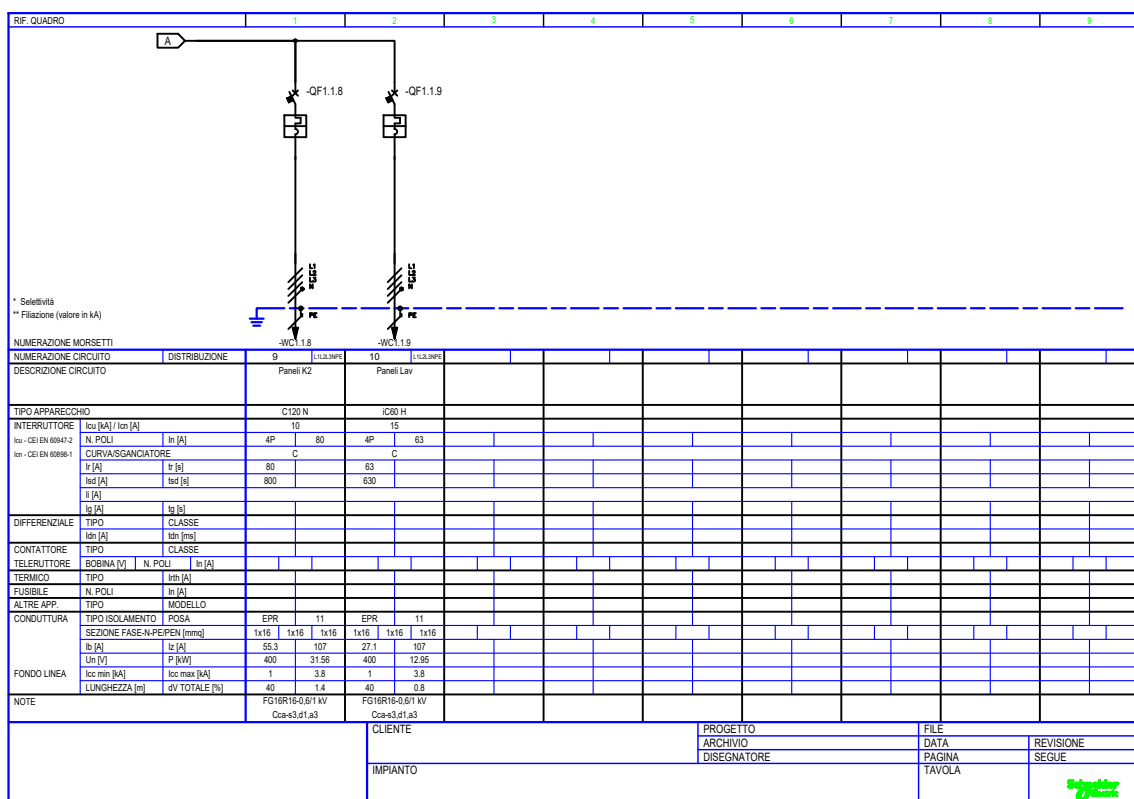 RIF. QUADRO 1 2 3 4 5 6 7 8 9
A
-QF1.1.8 -QF1.1.9
L1 L2 L3 N L1 L2 L3 N
* Selettività
** Filiazione (valore in kA)
PE PE
NUMERAZIONE MORSETTI -WC1.1.8 -WC1.1.9
NUMERAZIONE CIRCUITO DISTRIBUZIONE 9 L1L2L3NPE 10 L1L2L3NPE
DESCRIZIONE CIRCUITO Paneli K2 Paneli Lav
TIPO APPARECCHIO C120 N iC60 H
INTERRUTTORE Icu [kA] / Icn [A] 10 15
Icu - CEI EN 60947-2 N. POLI In [A] 4P 80 4P 63
Icn - CEI EN 60898-1 CURVA/SGANCIATORE C C
Ir [A] tr [s] 80 63
Isd [A] tsd [s] 800 630
Ii [A]
Ig [A] tg [s]
DIFFERENZIALE TIPO CLASSE
Idn [A] tdn [ms]
CONTATTORE TIPO CLASSE
TELERUTTORE BOBINA [V] N. POLI In [A]
TERMICO TIPO Irth [A]
FUSIBILE N. POLI In [A]
ALTRE APP. TIPO MODELLO
CONDUTTURA TIPO ISOLAMENTO POSA EPR 11 EPR 11
SEZIONE FASE-N-PE/PEN [mmq] 1x16 1x16 1x16 1x16 1x16 1x16
Ib [A] Iz [A] 55.3 107 27.1 107
Un [V] P [kW] 400 31.56 400 12.95
FONDO LINEA Icc min [kA] Icc max [kA] 1 3.8 1 3.8
LUNGHEZZA [m] dV TOTALE [%] 40 1.4 40 0.8
NOTE FG16R16-0,6/1 kV FG16R16-0,6/1 kV
Cca-s3,d1,a3 Cca-s3,d1,a3
CLIENTE PROGETTO FILE
ARCHIVIO DATA REVISIONE
DISEGNATORE PAGINA SEGUE
IMPIANTO TAVOLA
Schneider
Electric